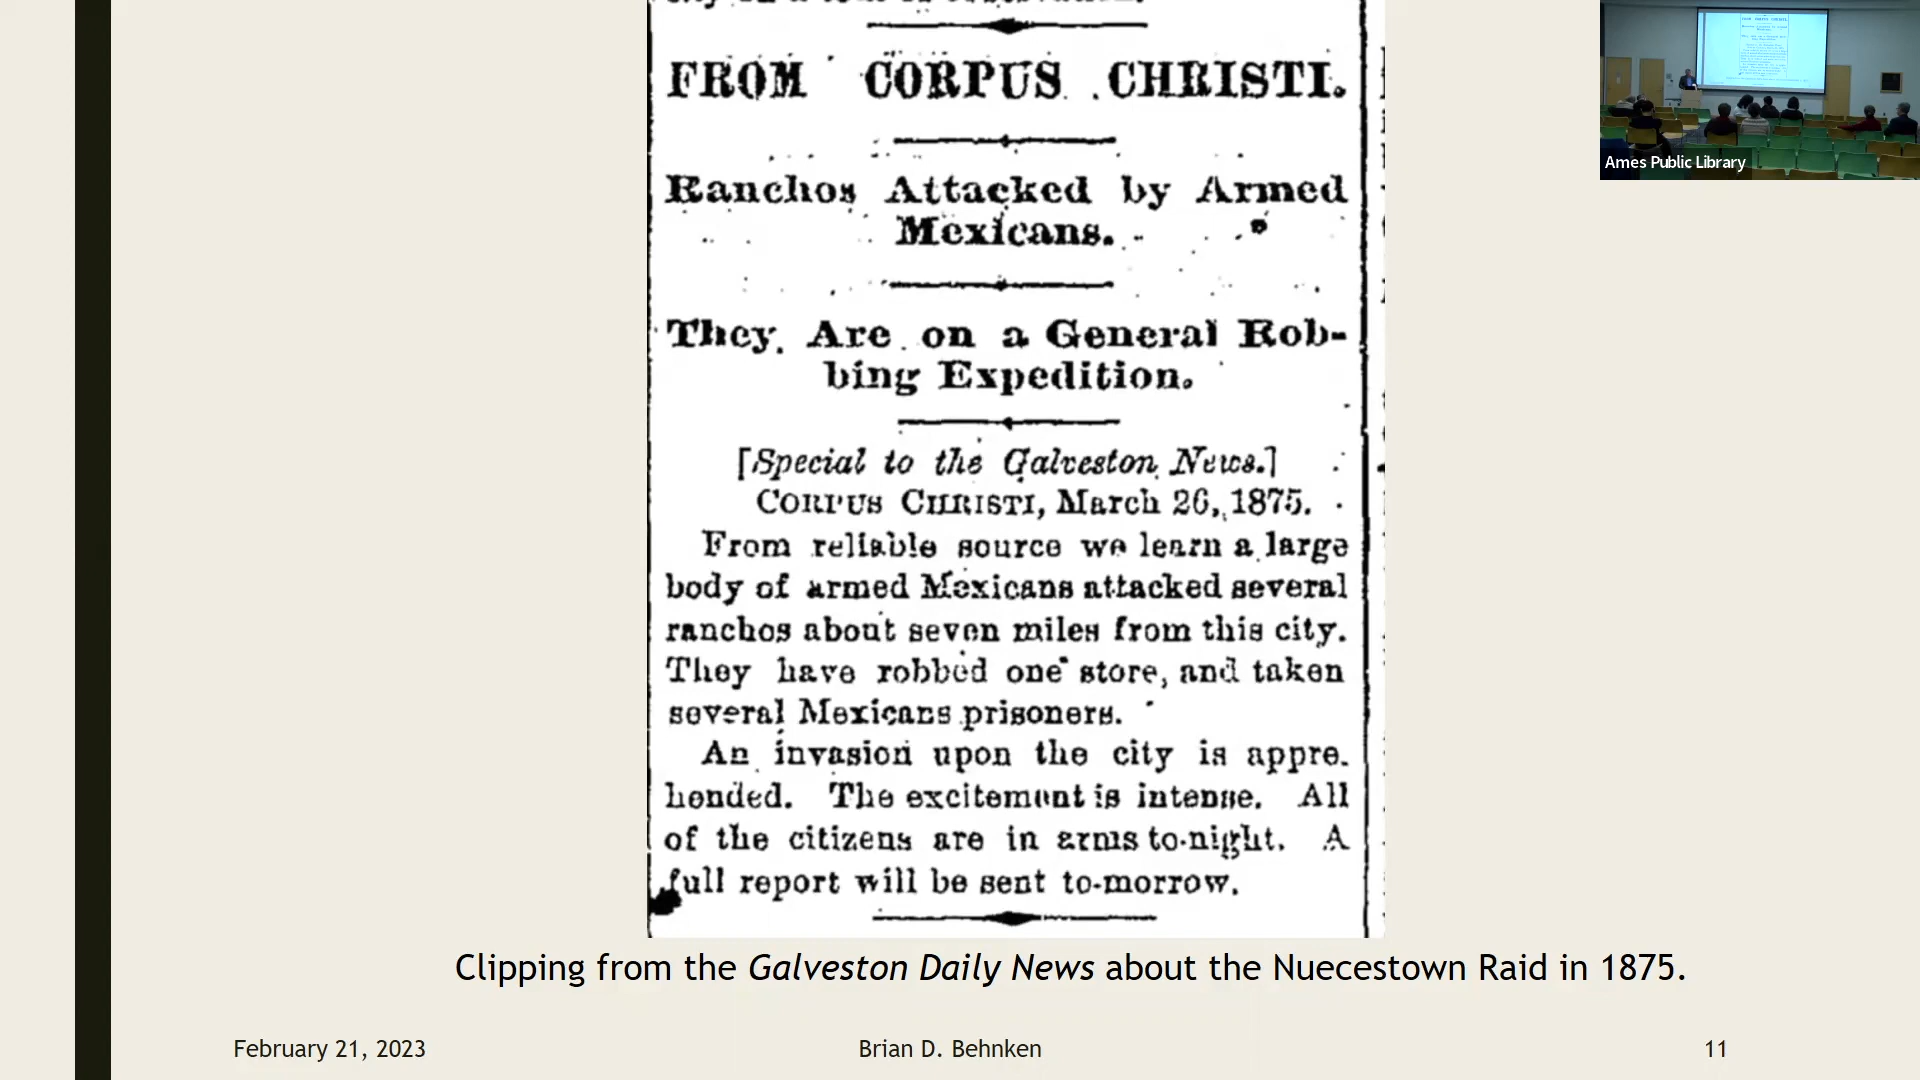 FROM CORPUS CHRISTI.
Ranchos Attacked by Armed
Mexicans.
They Are on a General Rob-
bing Expedition.
[Special to the Galveston News.]
CORPUS CHRISTI, March 26, 1875.
From reliable source we learn a large
body of armed Mexicans attacked several
ranchos about seven miles from this city.
They have robbed one store, and taken
several Mexicans prisoners.
An invasion upon the city is appre-
hended. The excitement is intense. All
of the citizens are in arms to-night. A
full report will be sent to-morrow.
Clipping from the Galveston Daily News about the Nuecestown Raid in 1875.
February 21, 2023
Brian D. Behnken
11
Ames Public Library